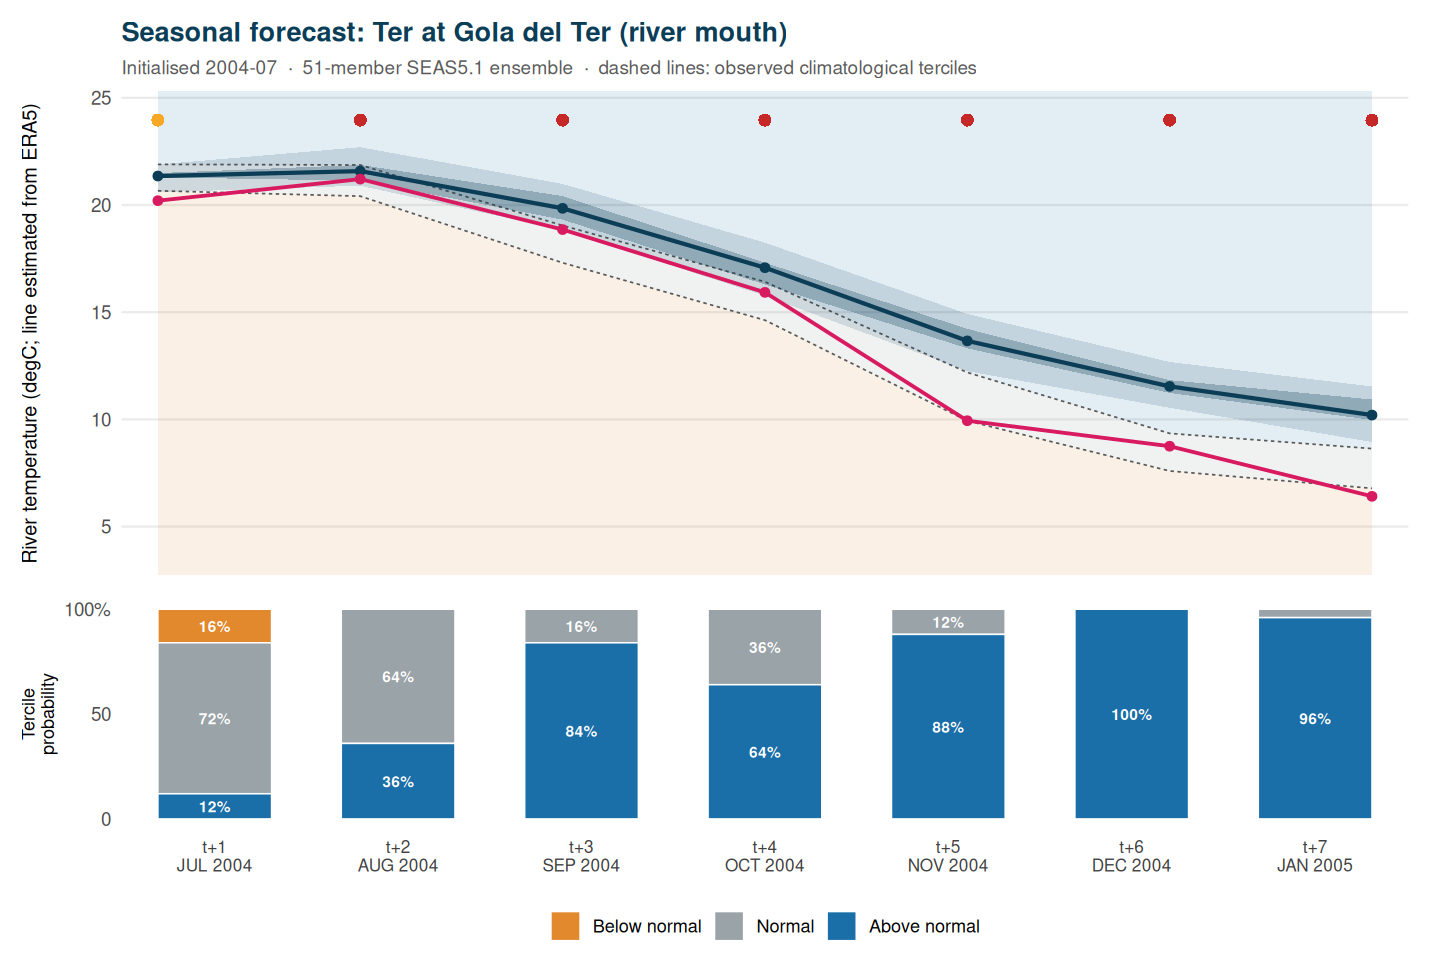 Seasonal forecast: Ter at Gola del Ter (river mouth)
Initialised 2004-07 · 51-member SEAS5.1 ensemble · dashed lines: observed climatological terciles
River temperature (degC; line estimated from ERA5)
25
20
15
10
5
Tercile
probability
100%
50
0
16%
72%
12%
64%
36%
16%
84%
36%
64%
12%
88%
100%
96%
t+1
JUL 2004
t+2
AUG 2004
t+3
SEP 2004
t+4
OCT 2004
t+5
NOV 2004
t+6
DEC 2004
t+7
JAN 2005
Below normal
Normal
Above normal